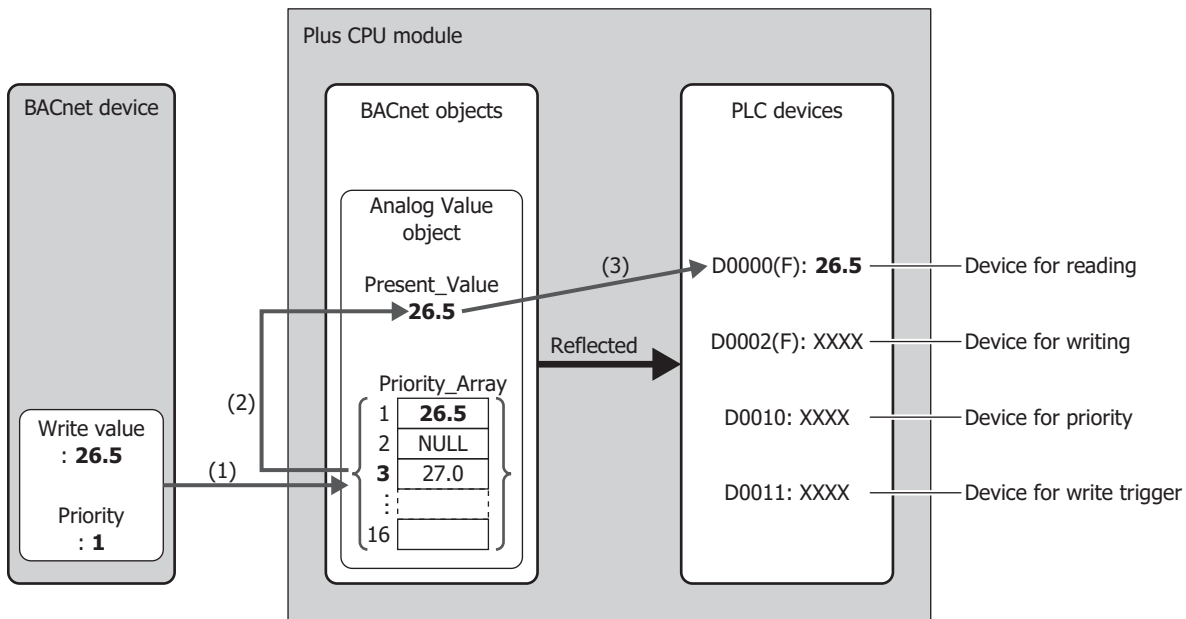 Plus CPU module
BACnet device
BACnet objects
PLC devices
Analog Value
object
Present_Value
26.5
(3)
D0000(F): 26.5
Device for reading
Reflected
D0002(F): XXXX
Device for writing
(2)
Priority_Array
1 26.5
2 NULL
3 27.0
:
16
D0010: XXXX
Device for priority
Write value
: 26.5
(1)
Priority
: 1
D0011: XXXX
Device for write trigger